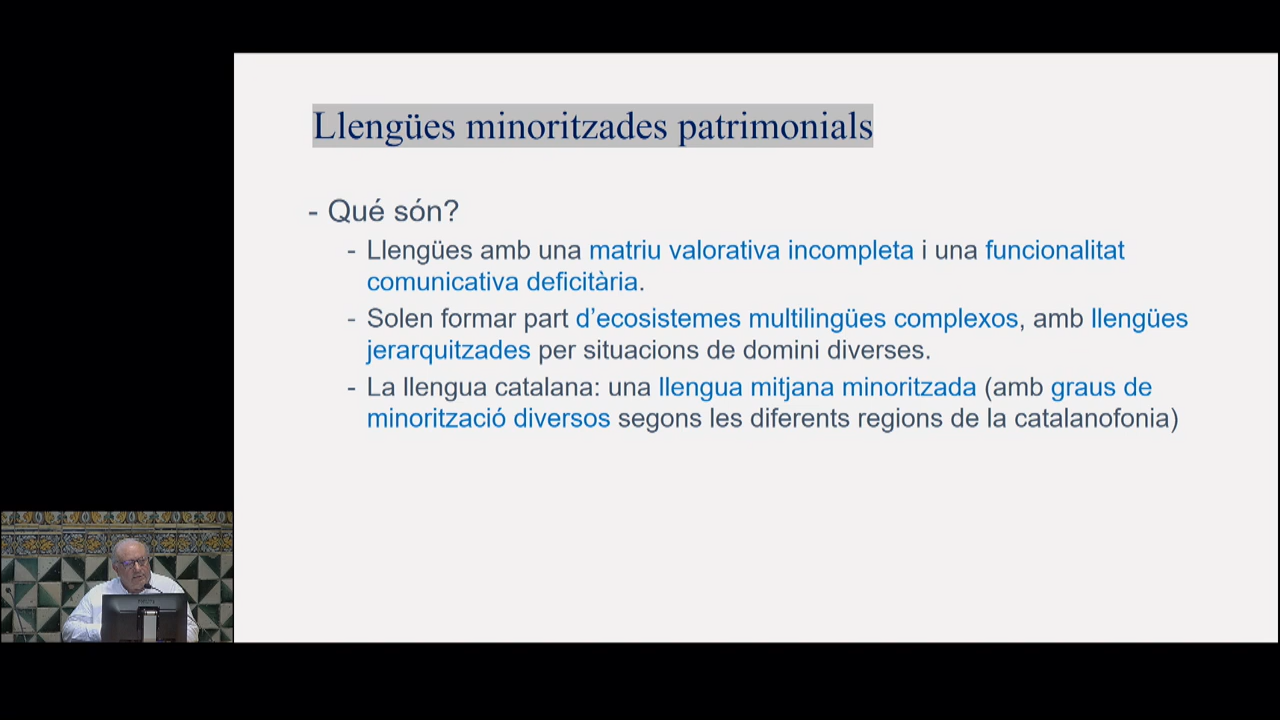 Llengües minoritzades patrimonials
- Qué són?
- Llengües amb una matriu valorativa incompleta i una funcionalitat
comunicativa deficitària.
- Solen formar part d’ecosistemes multilingües complexos, amb llengües
jerarquitzades per situacions de domini diverses.
- La llengua catalana: una llengua mitjana minoritzada (amb graus de
minorització diversos segons les diferents regions de la catalanofonia)